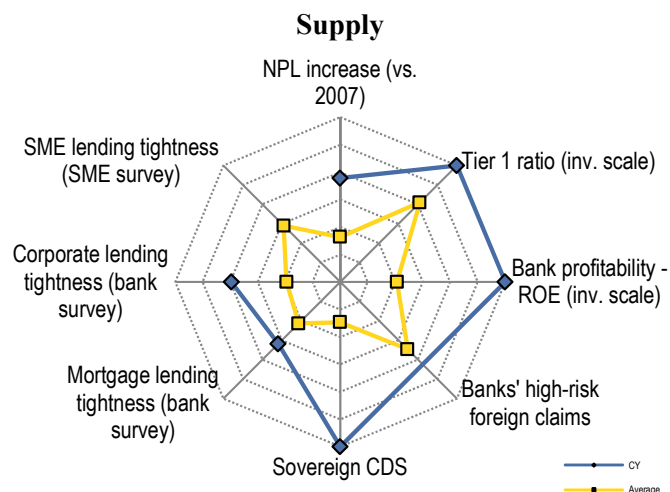 Supply
NPL increase (vs.
2007)
SME lending tightness
(SME survey)
Tier 1 ratio (inv. scale)
Corporate lending
tightness (bank
survey)
Bank profitability -
ROE (inv. scale)
Mortgage lending
tightness (bank
survey)
Banks' high-risk
foreign claims
Sovereign CDS
CY
Average